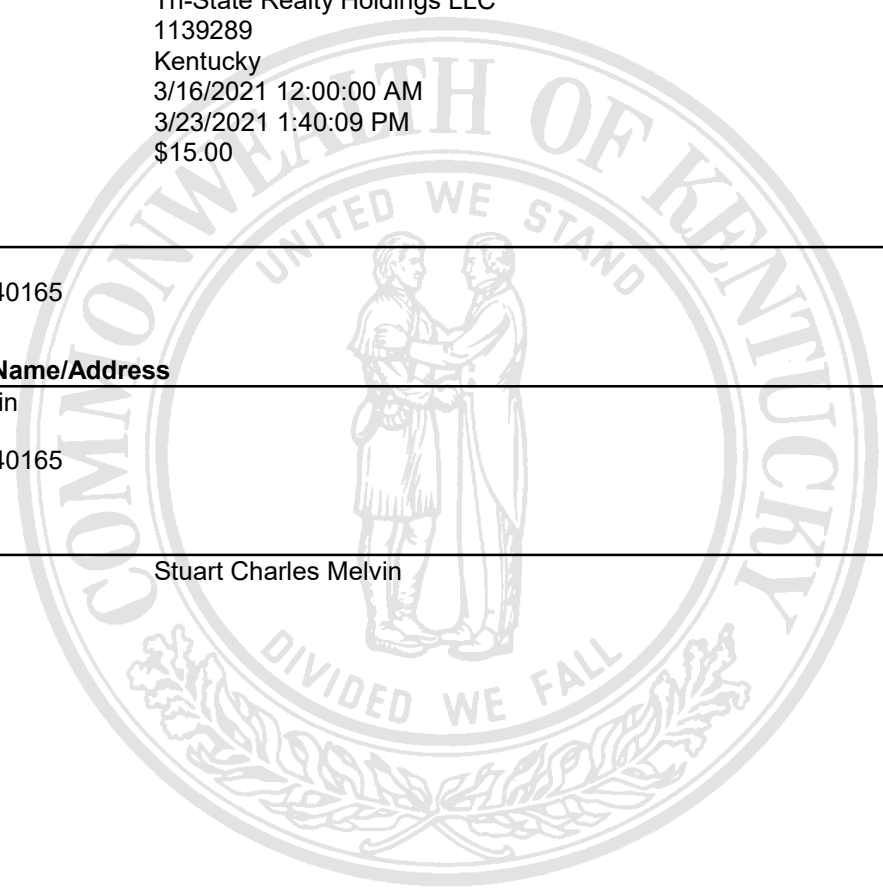 Tri-State Realty Holdings LLC
1139289
Kentucky
3/16/2021 12:00:00 AM
3/23/2021 1:40:09 PM
$15.00
COMMONWEALTH OF KENTUCKY
UNITED WE STAND
40165
Name/Address
in
40165
Stuart Charles Melvin
DIVIDED WE FALL